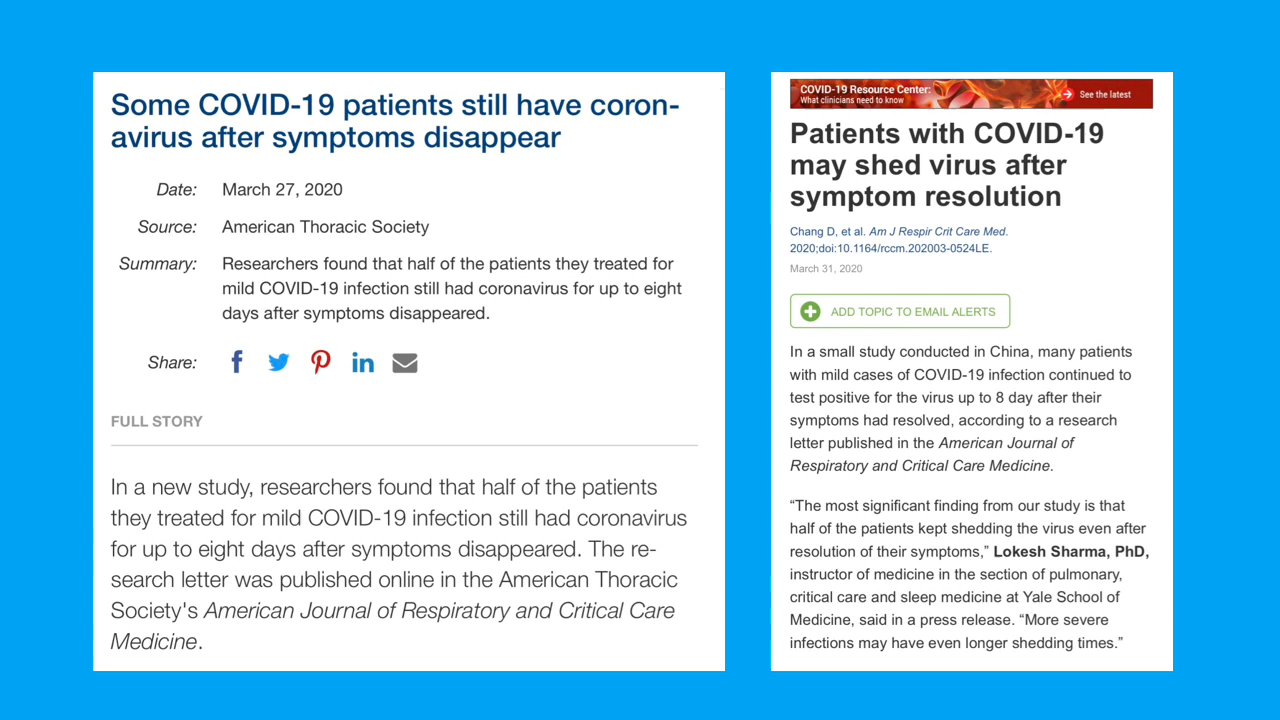 Some COVID-19 patients still have coron-
avirus after symptoms disappear
Date: March 27, 2020
Source: American Thoracic Society
Summary: Researchers found that half of the patients they treated for
mild COVID-19 infection still had coronavirus for up to eight
days after symptoms disappeared.
Share:
FULL STORY
In a new study, researchers found that half of the patients
they treated for mild COVID-19 infection still had coronavirus
for up to eight days after symptoms disappeared. The re-
search letter was published online in the American Thoracic
Society's American Journal of Respiratory and Critical Care
Medicine.
COVID-19 Resource Center:
What clinicians need to know
See the latest
Patients with COVID-19
may shed virus after
symptom resolution
Chang D, et al. Am J Respir Crit Care Med.
2020;doi:10.1164/rccm.202003-0524LE.
March 31, 2020
ADD TOPIC TO EMAIL ALERTS
In a small study conducted in China, many patients
with mild cases of COVID-19 infection continued to
test positive for the virus up to 8 day after their
symptoms had resolved, according to a research
letter published in the American Journal of
Respiratory and Critical Care Medicine.
“The most significant finding from our study is that
half of the patients kept shedding the virus even after
resolution of their symptoms,” Lokesh Sharma, PhD,
instructor of medicine in the section of pulmonary,
critical care and sleep medicine at Yale School of
Medicine, said in a press release. “More severe
infections may have even longer shedding times.”